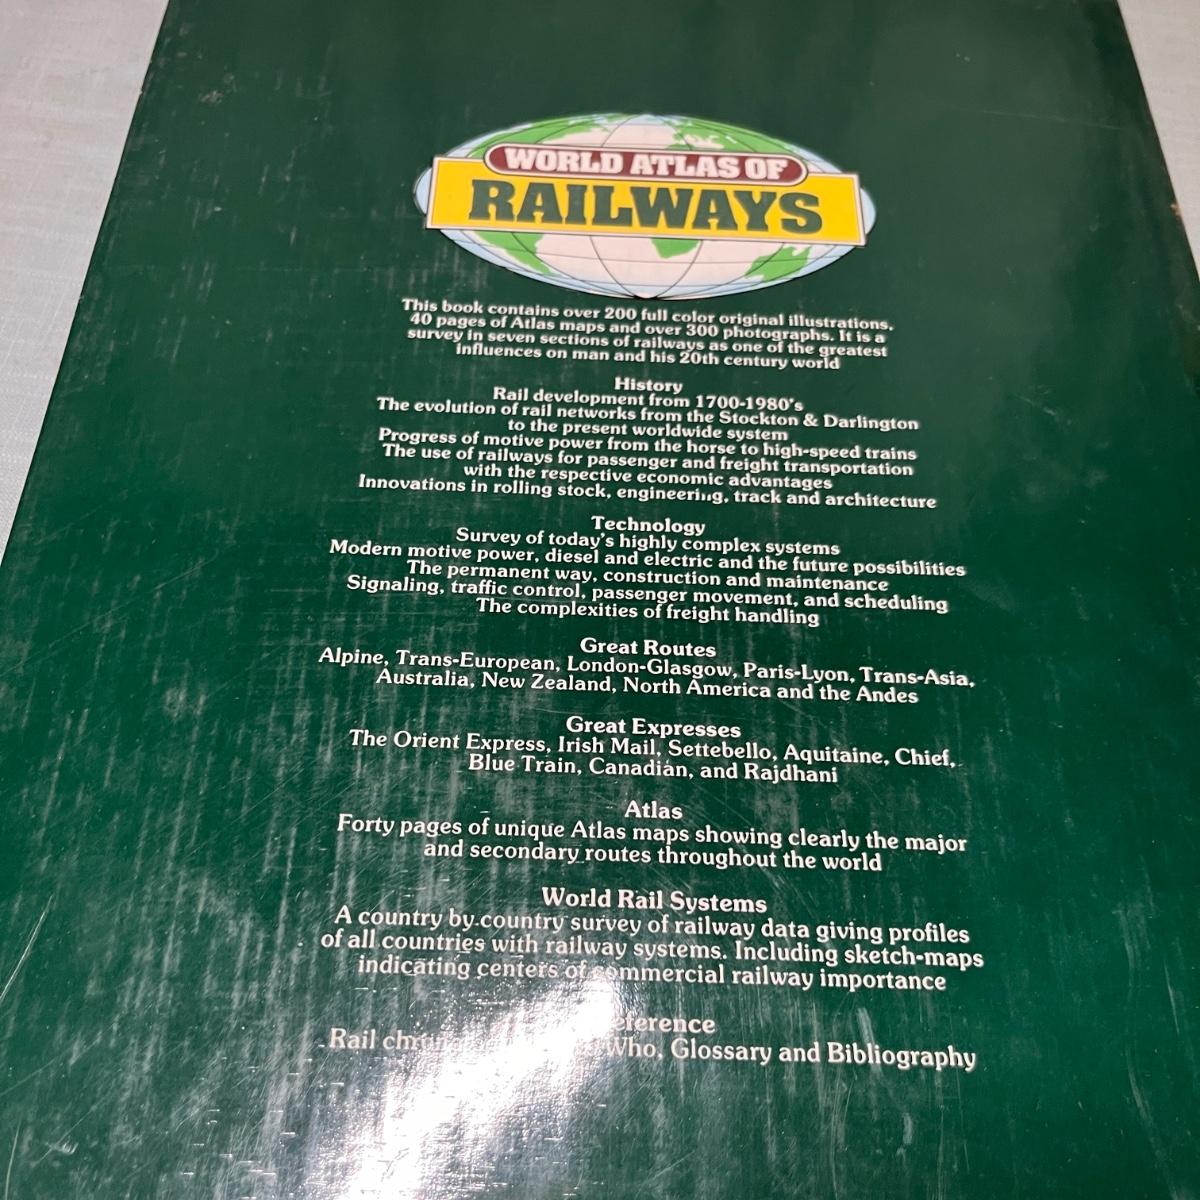 WORLD ATLAS OF
RAILWAYS
This book contains over 200 full color original illustrations,
40 pages of Atlas maps and over 300 photographs. It is a
survey in seven sections of railways as one of the greatest
influences on man and his 20th century world
History
Rail development from 1700-1980's
The evolution of rail networks from the Stockton & Darlington
to the present worldwide system
Progress of motive power from the horse to high-speed trains
The use of railways for passenger and freight transportation
with the respective economic advantages
Innovations in rolling stock, engineering, track and architecture
Technology
Survey of today's highly complex systems
Modern motive power, diesel and electric and the future possibilities
The permanent way, construction and maintenance
Signaling, traffic control, passenger movement, and scheduling
The complexities of freight handling
Great Routes
Alpine, Trans-European, London-Glasgow, Paris-Lyon, Trans-Asia,
Australia, New Zealand, North America and the Andes
Great Expresses
The Orient Express, Irish Mail, Settebello, Aquitaine, Chief,
Blue Train, Canadian, and Rajdhani
Atlas
Forty pages of unique Atlas maps showing clearly the major
and secondary routes throughout the world
World Rail Systems
A country by country survey of railway data giving profiles
of all countries with railway systems. Including sketch-maps
indicating centers of commercial railway importance
Rail Who, Glossary and Bibliography